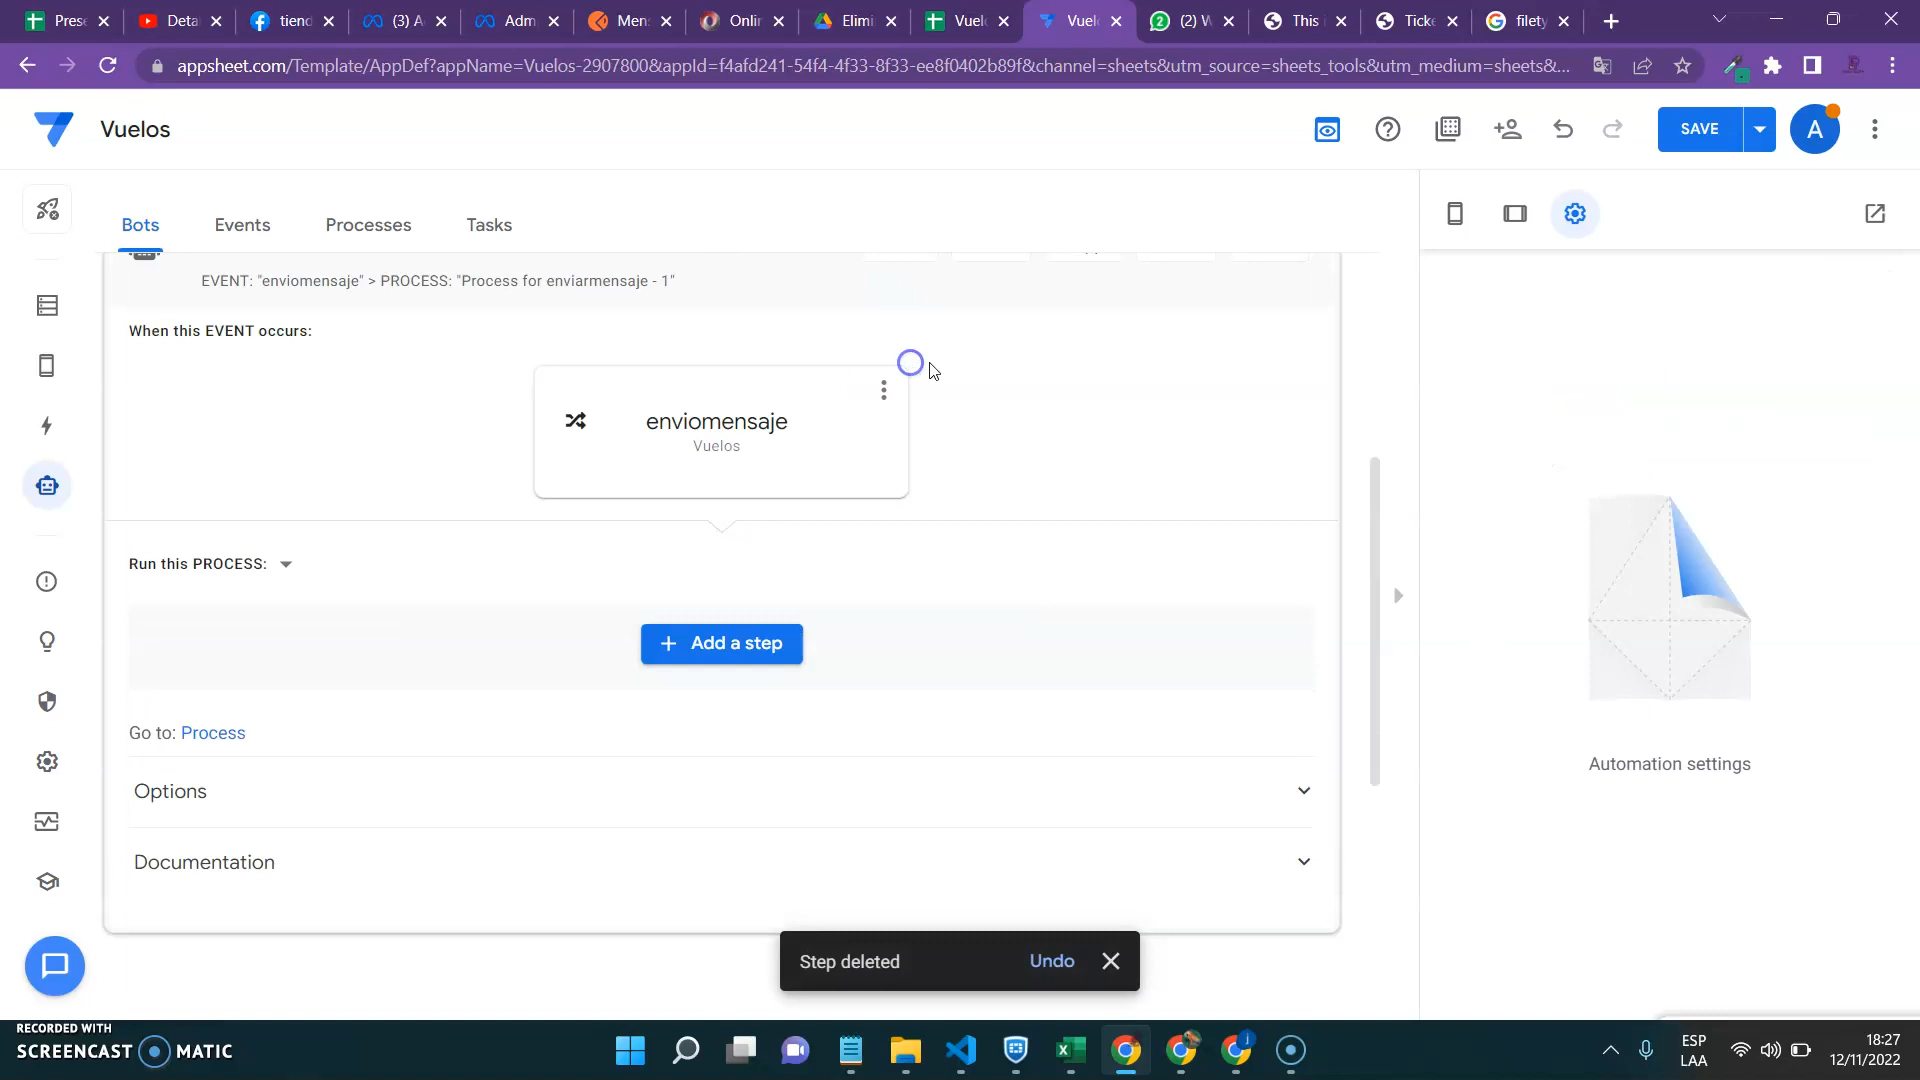 Prese
Deta
tiend
(3) A
Adm
Men
Onlir
Elimi
Vuel
Vuel
(2) W
This
Ticke
filety
appsheet.com/Template/AppDef?appName=Vuelos-2907800&appId=f4afd241-54f4-4f33-8f33-ee8f0402b89f&channel=sheets&utm_source=sheets_tools&utm_medium=sheets&...
Vuelos
SAVE
A
Bots
Events
Processes
Tasks
EVENT: "enviomensaje" > PROCESS: "Process for enviarmensaje - 1"
When this EVENT occurs:
enviomensaje
Vuelos
Run this PROCESS:
+ Add a step
Go to: Process
Options
Documentation
Automation settings
Step deleted
Undo
RECORDED WITH
SCREENCAST MATIC
ESP
LAA
18:27
12/11/2022